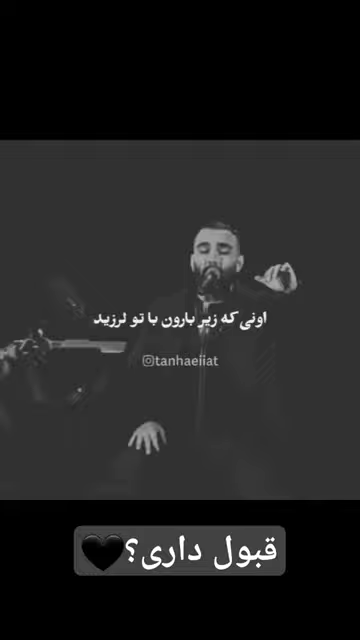 اونی که زیر بارون با تو لرزید
tanhaeiiat
قبول داری؟🖤